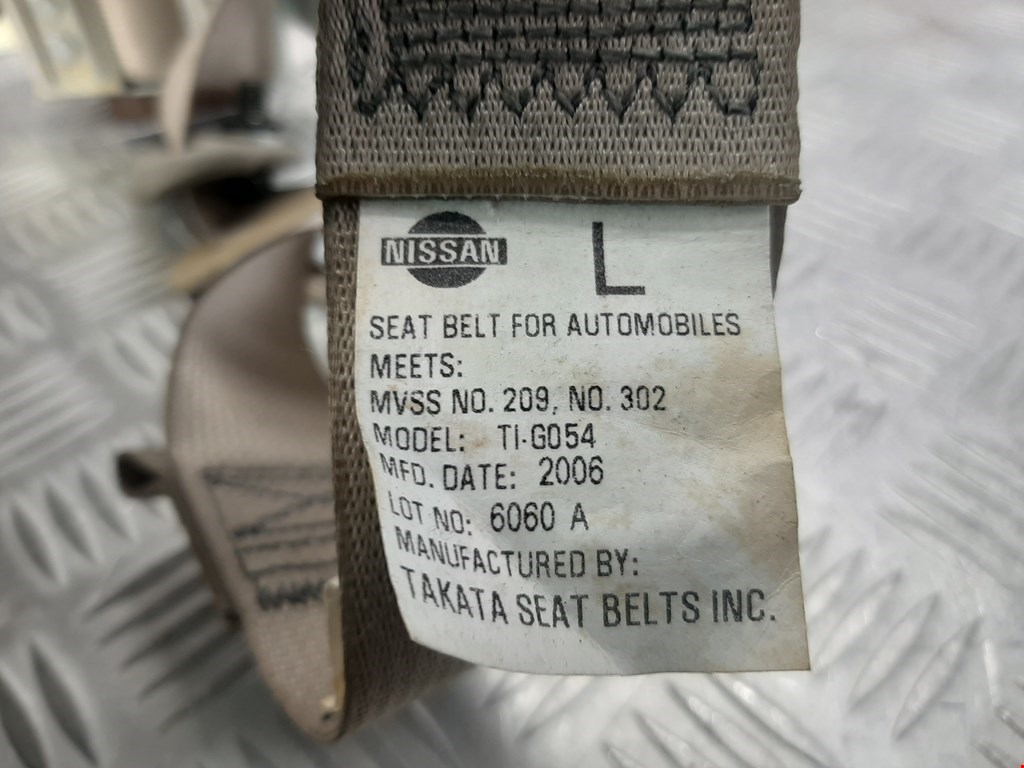 NISSAN L
SEAT BELT FOR AUTOMOBILES
MEETS:
MVSS NO. 209, NO. 302
MODEL: TI-G054
MFD. DATE: 2006
LOT NO: 6060 A
MANUFACTURED BY:
TAKATA SEAT BELTS INC.